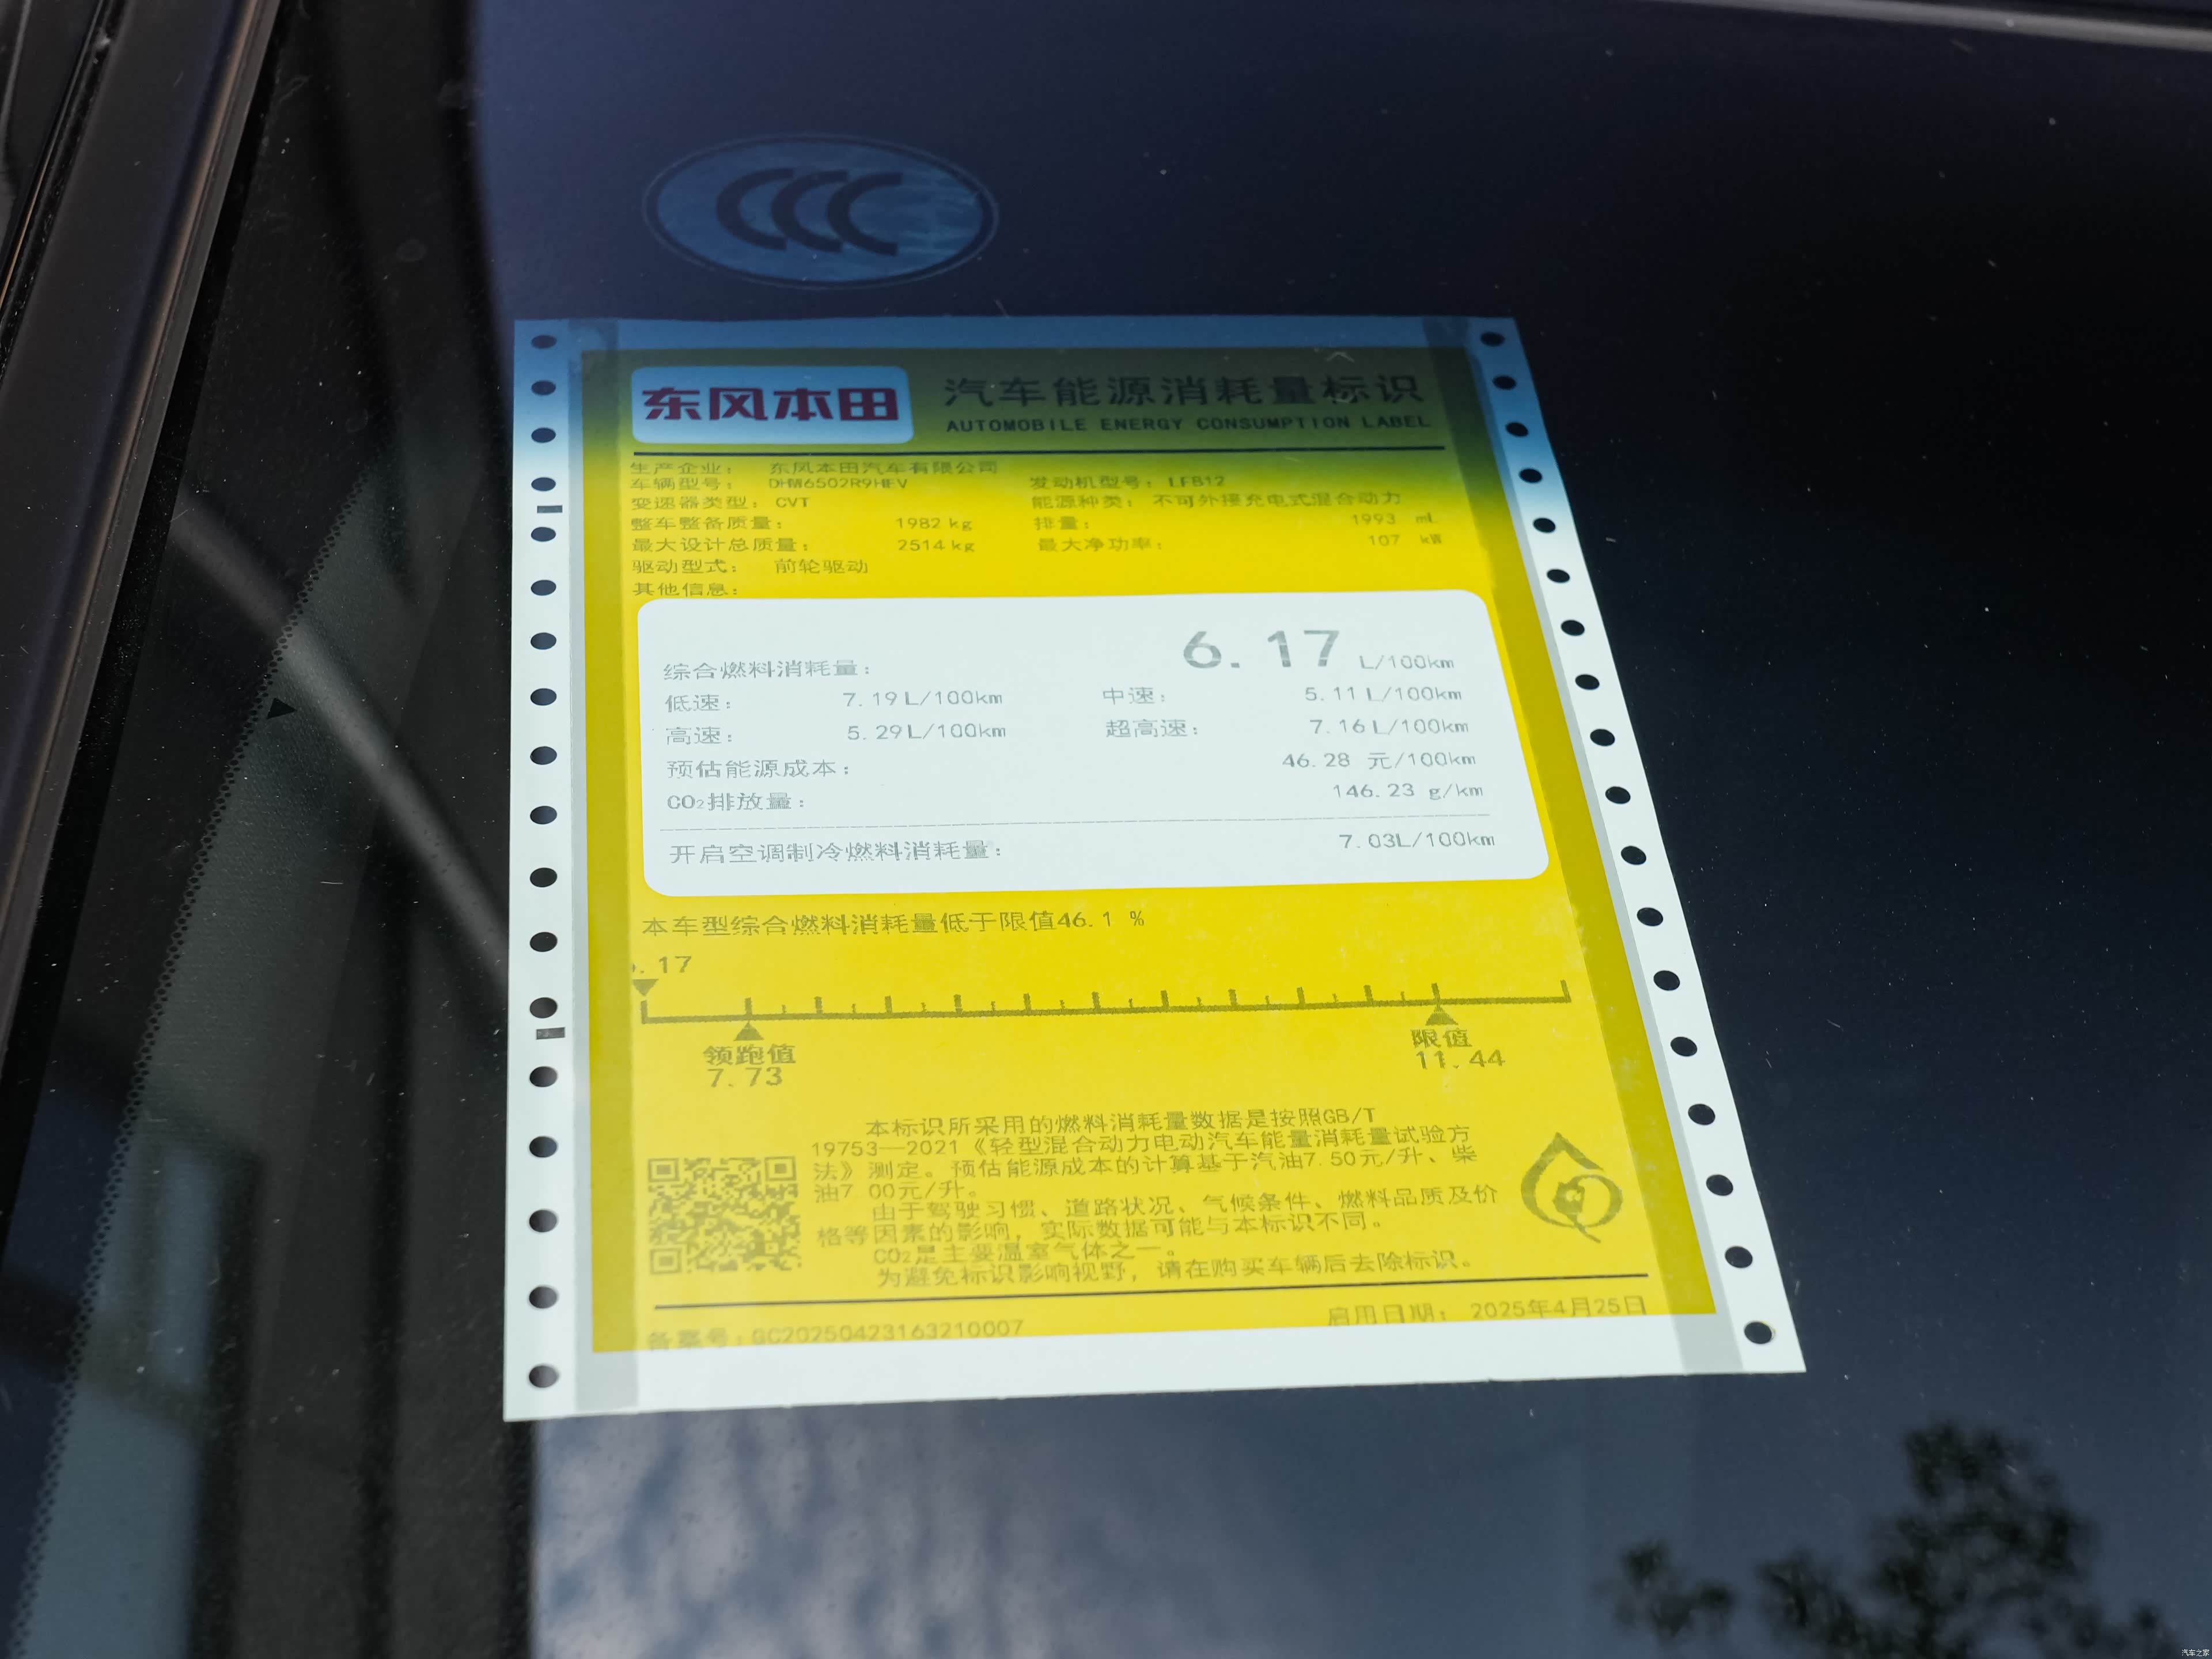 CCC
东风本田 汽车能源消耗量标识
AUTOMOBILE ENERGY CONSUMPTION LABEL
生产企业： 东风本田汽车有限公司
车辆型号： DHW6502R9HEV 发动机型号：LFB12
变速器类型：CVT 能源种类：不可外接充电式混合动力
整车整备质量： 1982 kg 排量： 1993 mL
最大设计总质量： 2514 kg 最大净功率： 107 kW
驱动型式： 前轮驱动
其他信息：
综合燃料消耗量： 6.17 L/100km
低速： 7.19 L/100km 中速： 5.11 L/100km
高速： 5.29 L/100km 超高速： 7.16 L/100km
预估能源成本： 46.28 元/100km
CO₂排放量： 146.23 g/km
开启空调制冷燃料消耗量： 7.03L/100km
本车型综合燃料消耗量低于限值46.1 %
.17
领跑值 限值
7.73 11.44
本标识所采用的燃料消耗量数据是按照GB/T
19753—2021《轻型混合动力电动汽车能量消耗量试验方
法》测定。预估能源成本的计算基于汽油7.50元/升、柴
油7.00元/升。
由于驾驶习惯、道路状况、气候条件、燃料品质及价
格等因素的影响，实际数据可能与本标识不同。
CO₂是主要温室气体之一。
为避免标识影响视野，请在购买车辆后去除标识。
启用日期： 2025年4月25日
备案号：GC20250423163210007
汽车之家